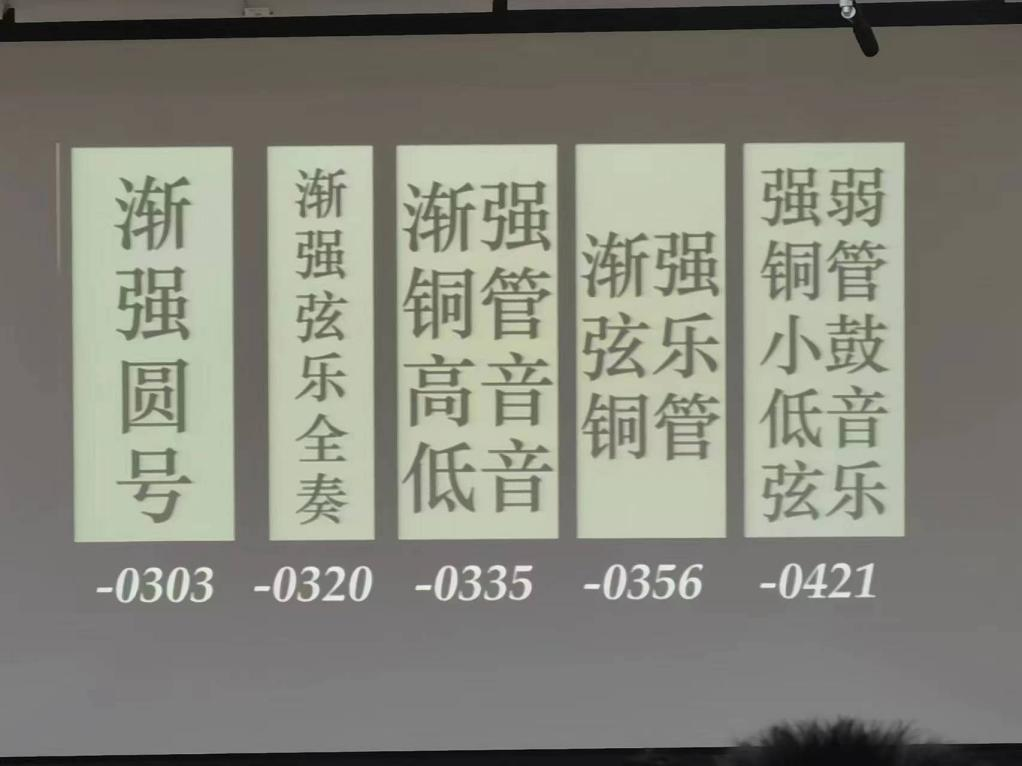 渐强圆号
渐强弦乐全奏
渐强
铜管
高音
低音
渐强
弦乐
铜管
强弱
铜管
小鼓
低音
弦乐
-0303
-0320
-0335
-0356
-0421